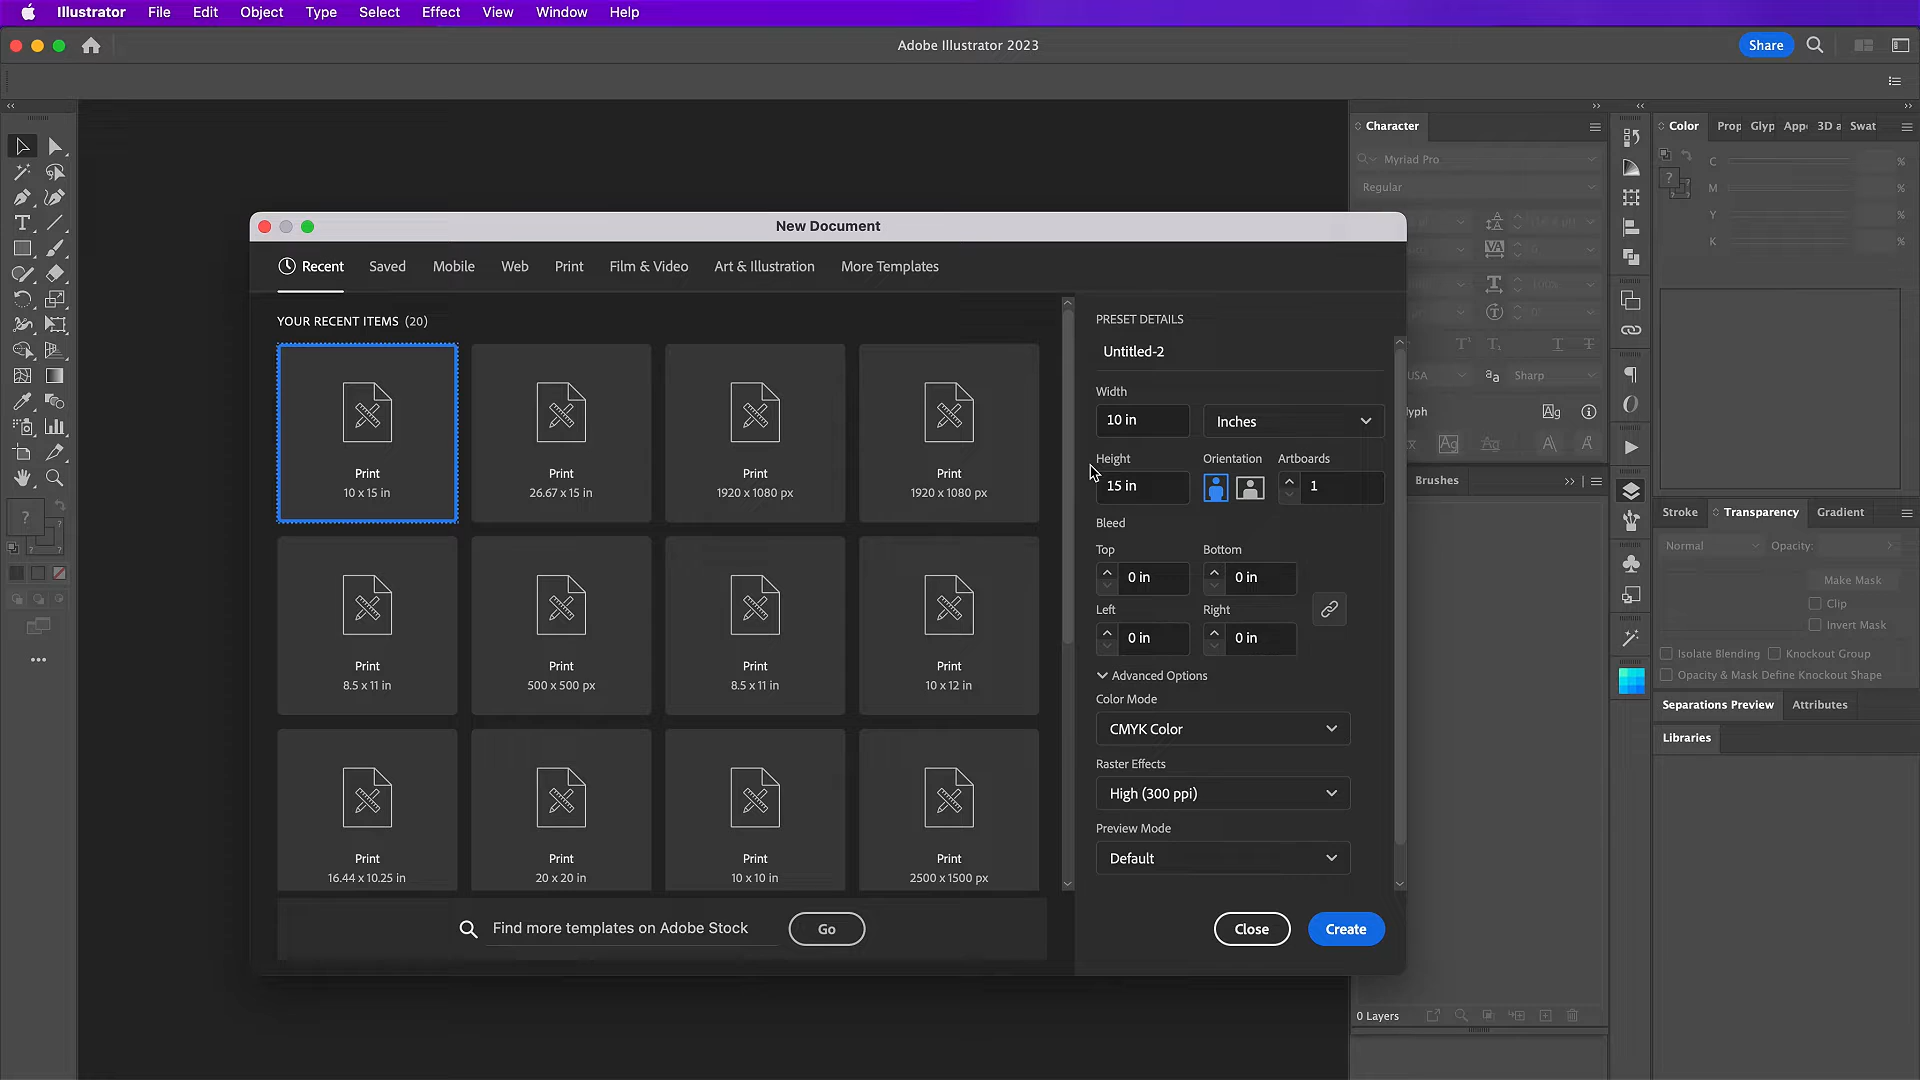 Illustrator File Edit Object Type Select Effect View Window Help
Adobe Illustrator 2023
Share
Character
Color Prop Glyp Appe 3D a Swat
Myriad Pro
Regular
C %
M %
Y %
K %
New Document
Recent Saved Mobile Web Print Film & Video Art & Illustration More Templates
YOUR RECENT ITEMS (20)
Print
10 x 15 in
Print
26.67 x 15 in
Print
1920 x 1080 px
Print
1920 x 1080 px
Print
8.5 x 11 in
Print
500 x 500 px
Print
8.5 x 11 in
Print
10 x 12 in
Print
16.44 x 10.25 in
Print
20 x 20 in
Print
10 x 10 in
Print
2500 x 1500 px
Find more templates on Adobe Stock
Go
PRESET DETAILS
Untitled-2
Width
10 in Inches
Height Orientation Artboards
15 in 1
Bleed
Top Bottom
0 in 0 in
Left Right
0 in 0 in
Advanced Options
Color Mode
CMYK Color
Raster Effects
High (300 ppi)
Preview Mode
Default
Close Create
100%
USA Sharp
lyph
Brushes
0 Layers
Stroke Transparency Gradient
Normal Opacity:
Make Mask
Clip
Invert Mask
Isolate Blending Knockout Group
Opacity & Mask Define Knockout Shape
Separations Preview Attributes
Libraries